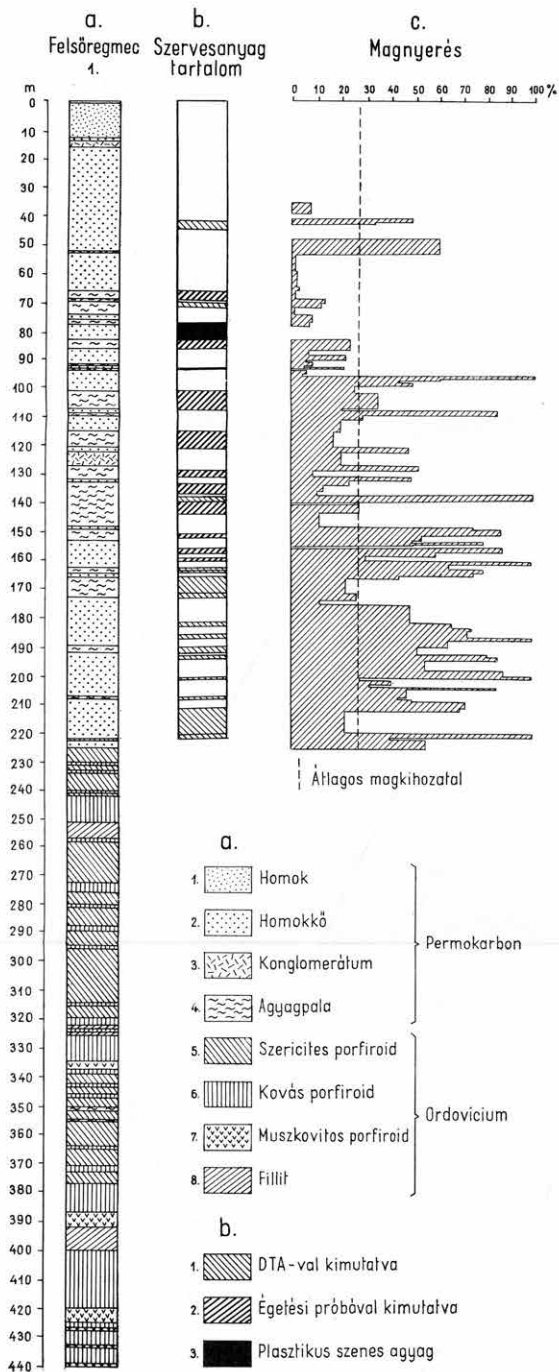 a.
Felsőregmec
1.
b.
Szervesanyag
tartalom
c.
Magnyerés
m
0 10 20 30 40 50 60 70 80 90 100 %
0
10
20
30
40
50
60
70
80
90
100
110
120
130
140
150
160
170
180
190
200
210
220
230
240
250
260
270
280
290
300
310
325
330
340
350
360
370
380
390
400
410
420
430
440
Átlagos magkihozatal
a.
1. Homok
2. Homokkő
3. Konglomerátum
4. Agyagpala
Permokarbon
5. Szericites porfiroid
6. Kovás porfiroid
7. Muszkovitos porfiroid
8. Fillit
Ordovicium
b.
1. DTA-val kimutatva
2. Égetési próbával kimutatva
3. Plasztikus szenes agyag